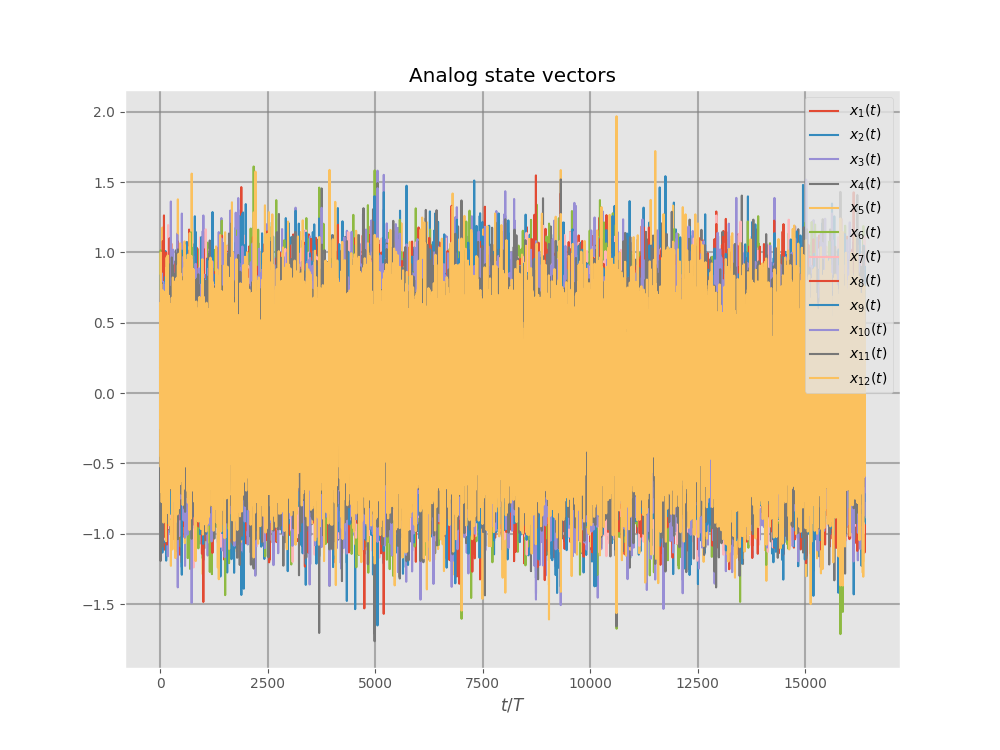 Analog state vectors
2.0
1.5
1.0
0.5
0.0
−0.5
−1.0
−1.5
0
2500
5000
7500
10000
12500
15000
t/T
x₁(t)
x₂(t)
x₃(t)
x₄(t)
x₅(t)
x₆(t)
x₇(t)
x₈(t)
x₉(t)
x₁₀(t)
x₁₁(t)
x₁₂(t)